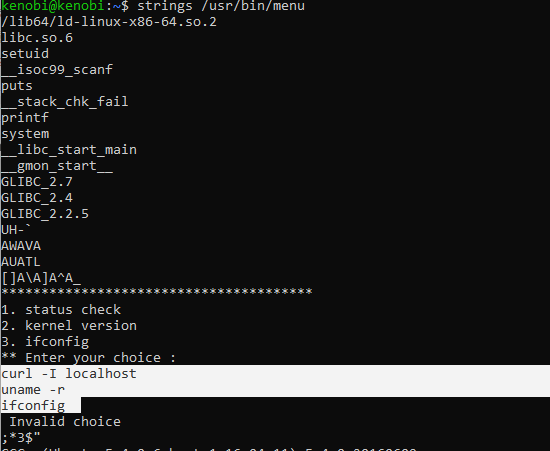 kenobi@kenobi:~$ strings /usr/bin/menu
/lib64/ld-linux-x86-64.so.2
libc.so.6
setuid
__isoc99_scanf
puts
__stack_chk_fail
printf
system
__libc_start_main
__gmon_start__
GLIBC_2.7
GLIBC_2.4
GLIBC_2.2.5
UH-`
AWAVA
AUATL
[]A\A]A^A_
***************************************
1. status check
2. kernel version
3. ifconfig
** Enter your choice :
curl -I localhost
uname -r
ifconfig
 Invalid choice
;*3$"